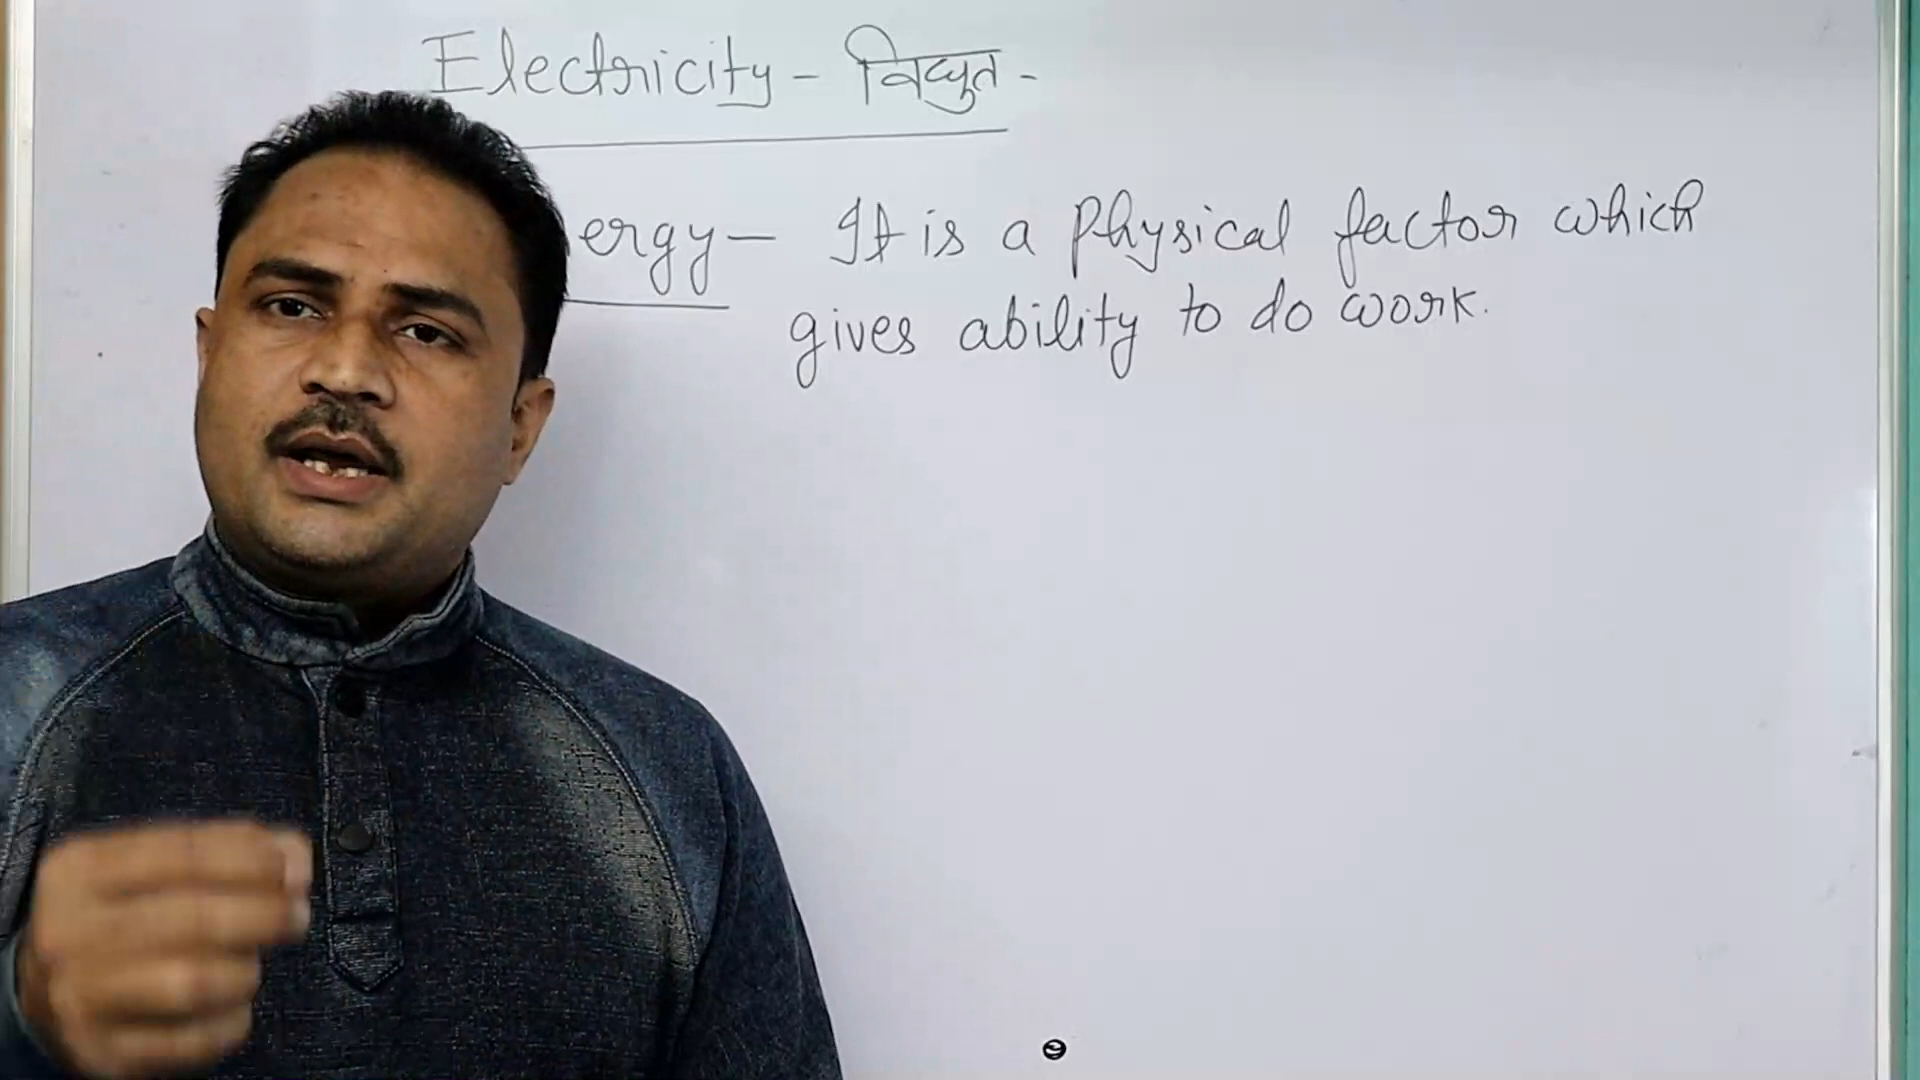 Electricity - विद्युत -
ergy - It is a Physical factor which
gives ability to do work.